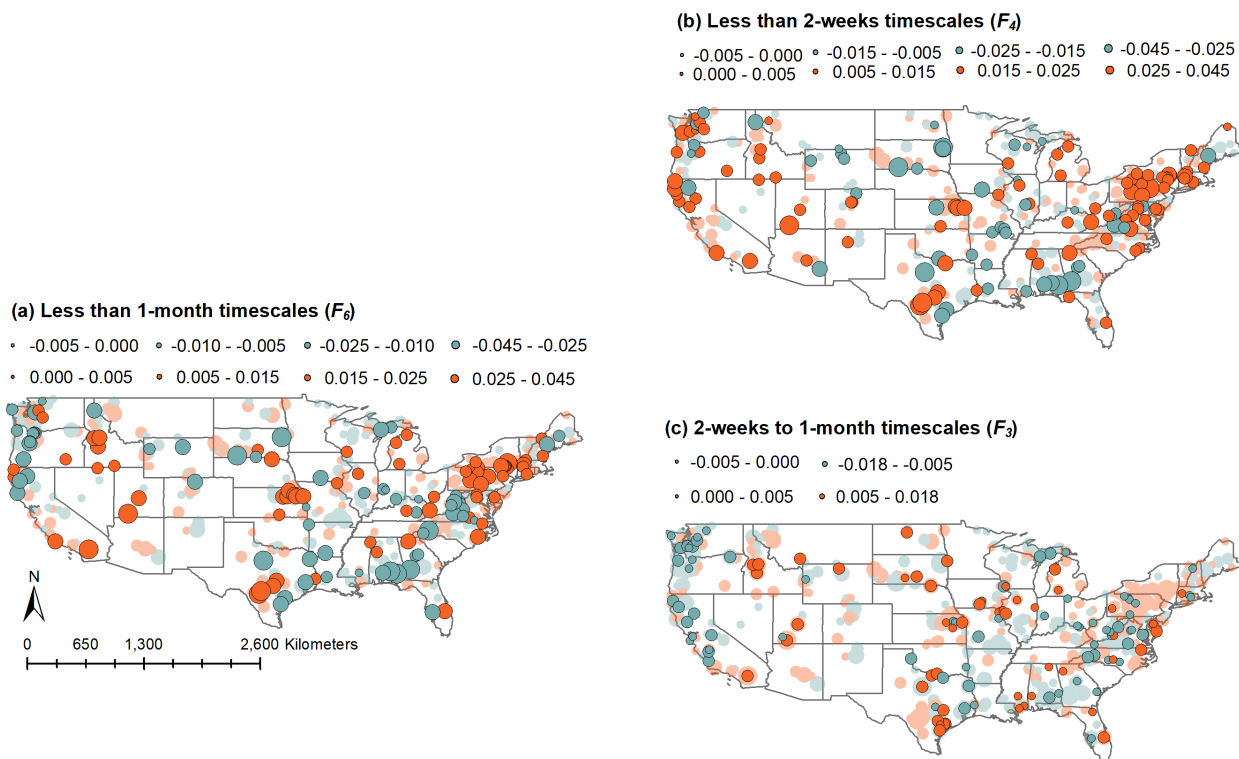 (b) Less than 2-weeks timescales (F4)
-0.005 - 0.000 -0.015 - -0.005 -0.025 - -0.015 -0.045 - -0.025
0.000 - 0.005 0.005 - 0.015 0.015 - 0.025 0.025 - 0.045
(a) Less than 1-month timescales (F6)
-0.005 - 0.000 -0.010 - -0.005 -0.025 - -0.010 -0.045 - -0.025
0.000 - 0.005 0.005 - 0.015 0.015 - 0.025 0.025 - 0.045
N
0 650 1,300 2,600 Kilometers
(c) 2-weeks to 1-month timescales (F3)
-0.005 - 0.000 -0.018 - -0.005
0.000 - 0.005 0.005 - 0.018